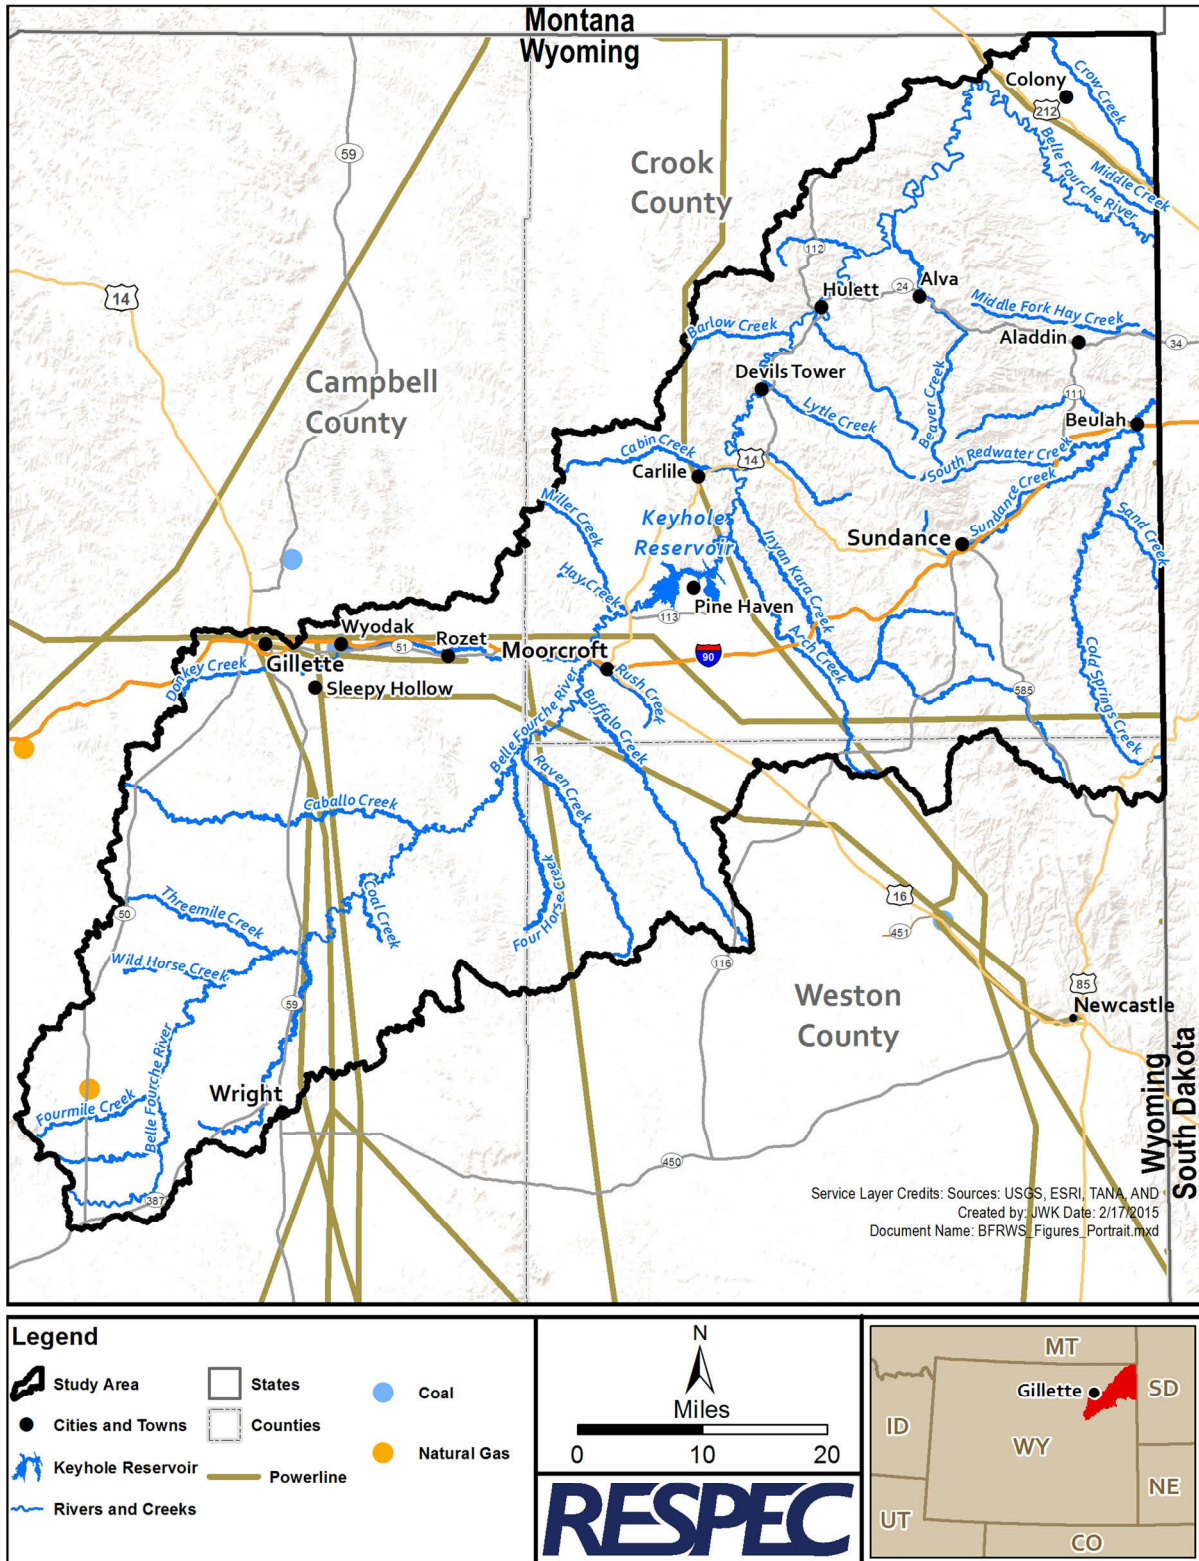 Montana
Wyoming
Colony
Crow Creek
212
59
Belle Fourche River
Middle Creek
Crook
County
14
112
Hulett
24
Alva
Middle Fork Hay Creek
Barlow Creek
Aladdin
34
Campbell
County
Devils Tower
Lytle Creek
Beaver Creek
111
Beulah
Cabin Creek
14
South Redwater Creek
Carlile
Miller Creek
Keyhole
Reservoir
Inyan Kara Creek
Sundance
Sundance Creek
Sand Creek
Hay Creek
Pine Haven
113
Wyodak
51
Rozet
Moorcroft
90
Arch Creek
Gillette
Donkey Creek
Sleepy Hollow
Rush Creek
585
Cold Springs Creek
Belle Fourche River
Buffalo Creek
Raven Creek
Caballo Creek
Four Horse Creek
Coal Creek
Threemile Creek
50
16
451
Wild Horse Creek
116
59
Weston
County
85
Newcastle
Belle Fourche River
Wright
Fourmile Creek
450
387
Wyoming
South Dakota
Service Layer Credits: Sources: USGS, ESRI, TANA, AND
Created by: JWK Date: 2/17/2015
Document Name: BFRWS_Figures_Portrait.mxd
Legend
Study Area
States
Coal
Cities and Towns
Counties
Natural Gas
Keyhole Reservoir
Powerline
Rivers and Creeks
N
Miles
0 10 20
RESPEC
MT
Gillette
SD
ID
WY
NE
UT
CO